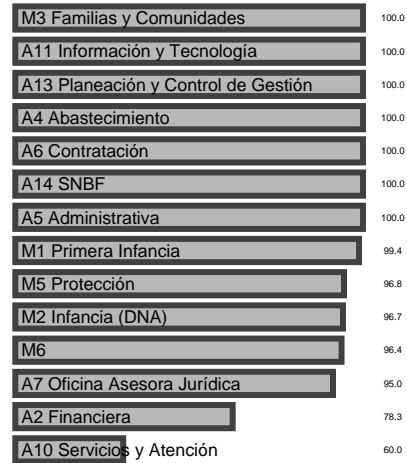 M3 Familias y Comunidades 100.0
A11 Información y Tecnología 100.0
A13 Planeación y Control de Gestión 100.0
A4 Abastecimiento 100.0
A6 Contratación 100.0
A14 SNBF 100.0
A5 Administrativa 100.0
M1 Primera Infancia 99.4
M5 Protección 96.8
M2 Infancia (DNA) 96.7
M6 96.4
A7 Oficina Asesora Jurídica 95.0
A2 Financiera 78.3
A10 Servicios y Atención 60.0